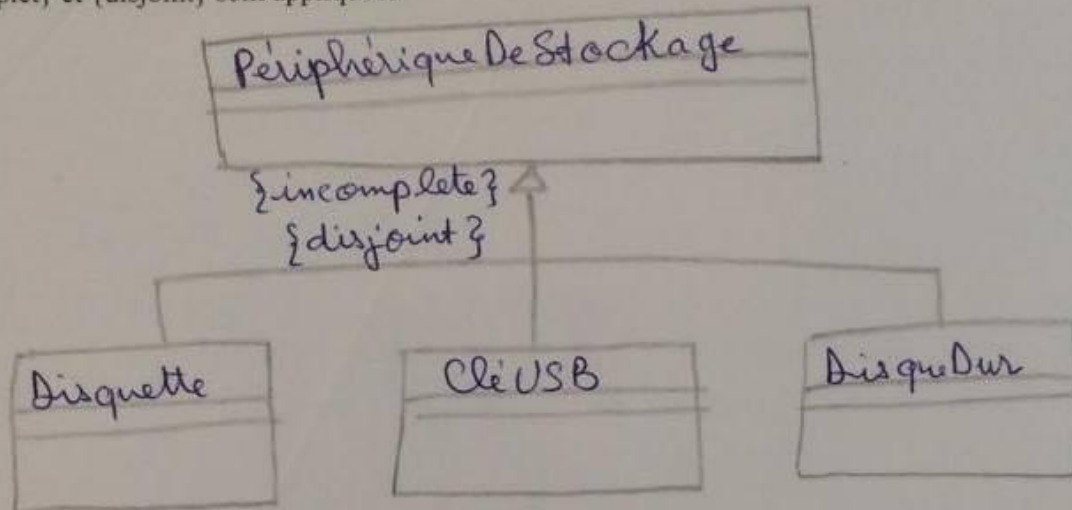 PériphériqueDeStockage
{incomplete}
{disjoint}
Disquette
CléUSB
DisqueDur